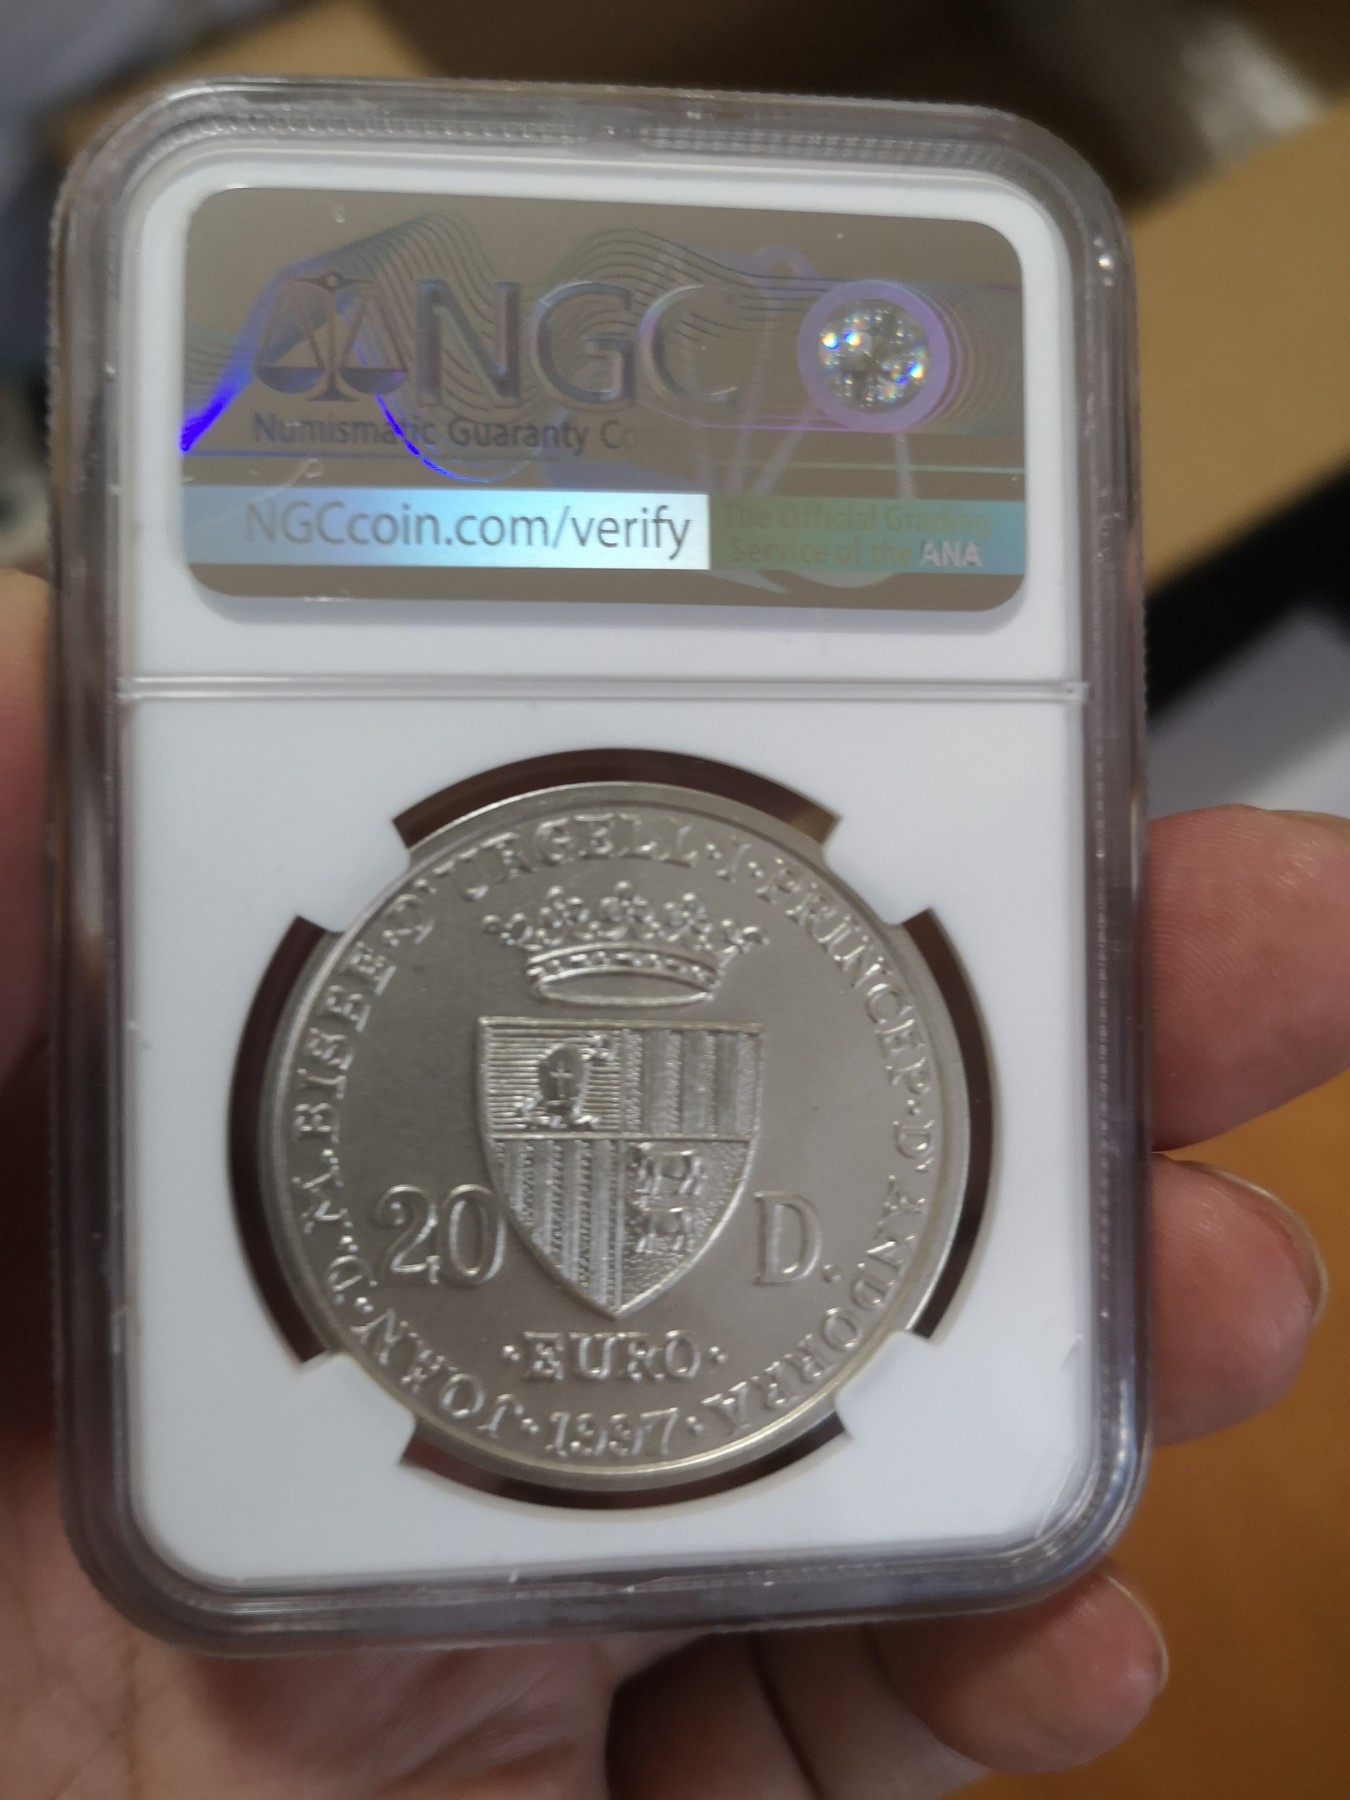 NGC
Numismatic Guaranty Co
NGCcoin.com/verify
The Official Grading
Service of the ANA
JOAN·D·M·BISBE D'URGELL·I·PRINCEP·D'ANDORRA·
20 D.
·EURO·
1997